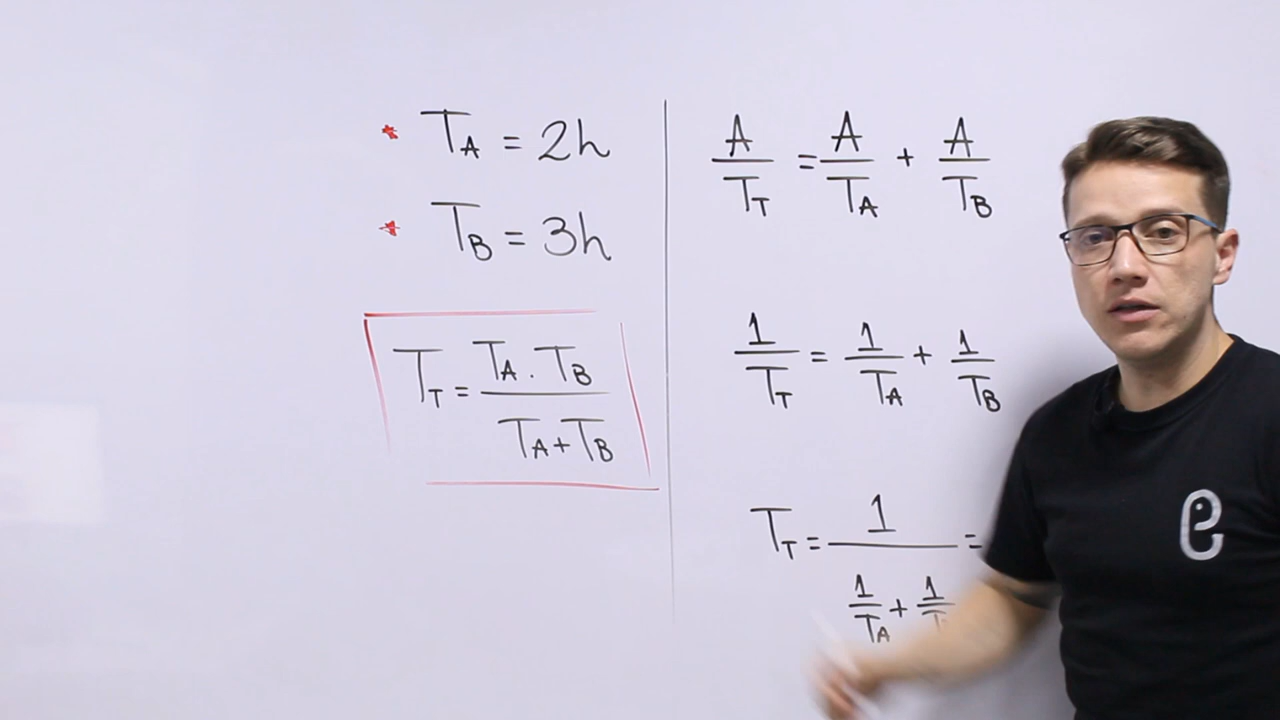 * T_A = 2h
* T_B = 3h
T_T = (T_A . T_B) / (T_A + T_B)
A/T_T = A/T_A + A/T_B
1/T_T = 1/T_A + 1/T_B
T_T = 1 / (1/T_A + 1/T) =
e